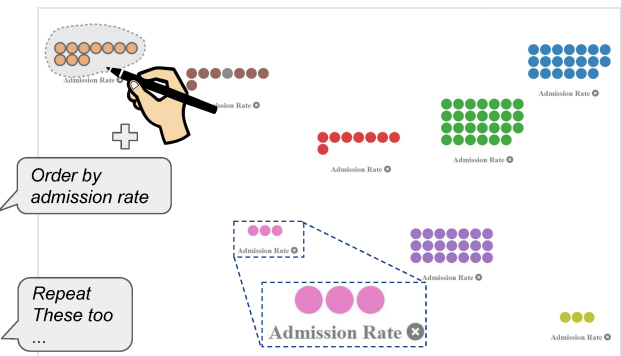 Admission Rate
ssion Rate
Admission Rate
Admission Rate
Admission Rate
Order by
admission rate
Admission Rate
Admission Rate
Admission Rate
Admission Rate
Repeat
These too
...